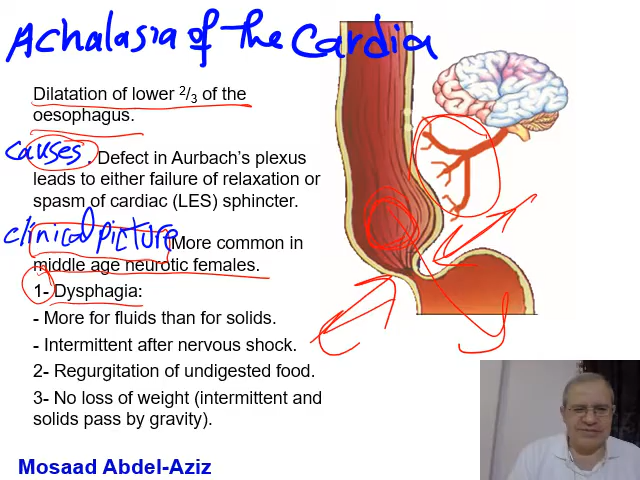 Achalasia of the Cardia
Dilatation of lower 2/3 of the
oesophagus.
causes. Defect in Aurbach's plexus
leads to either failure of relaxation or
spasm of cardiac (LES) sphincter.
clinical picture More common in
middle age neurotic females.
1- Dysphagia:
- More for fluids than for solids.
- Intermittent after nervous shock.
2- Regurgitation of undigested food.
3- No loss of weight (intermittent and
solids pass by gravity).
Mosaad Abdel-Aziz